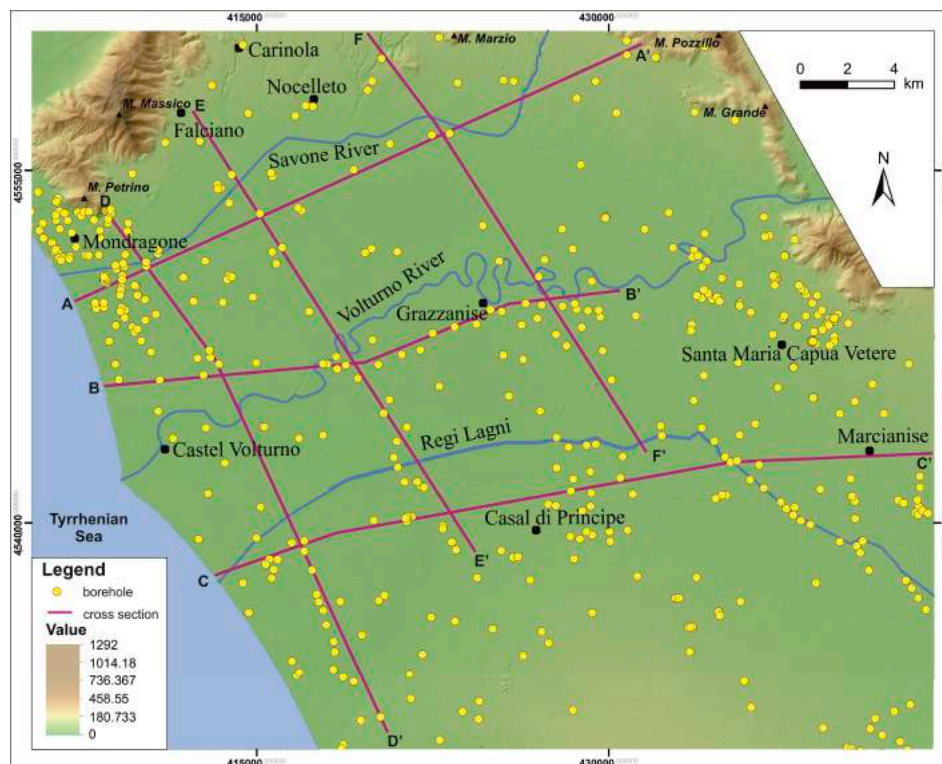 415000
430000
F
M. Marzio
M. Pozzillo
Carinola
A'
0 2 4
km
Nocelleto
M. Massico
E
M. Grande
Falciano
Savone River
N
4555000
M. Petrino
D
Mondragone
Volturno River
A
B'
Grazzanise
Santa Maria Capua Vetere
B
Regi Lagni
Castel Volturno
F'
Marcianise
C'
Tyrrhenian
Sea
4540000
Casal di Principe
E'
C
Legend
borehole
cross section
Value
1292
1014.18
736.367
458.55
180.733
0
D'
415000
430000
4555000
4540000